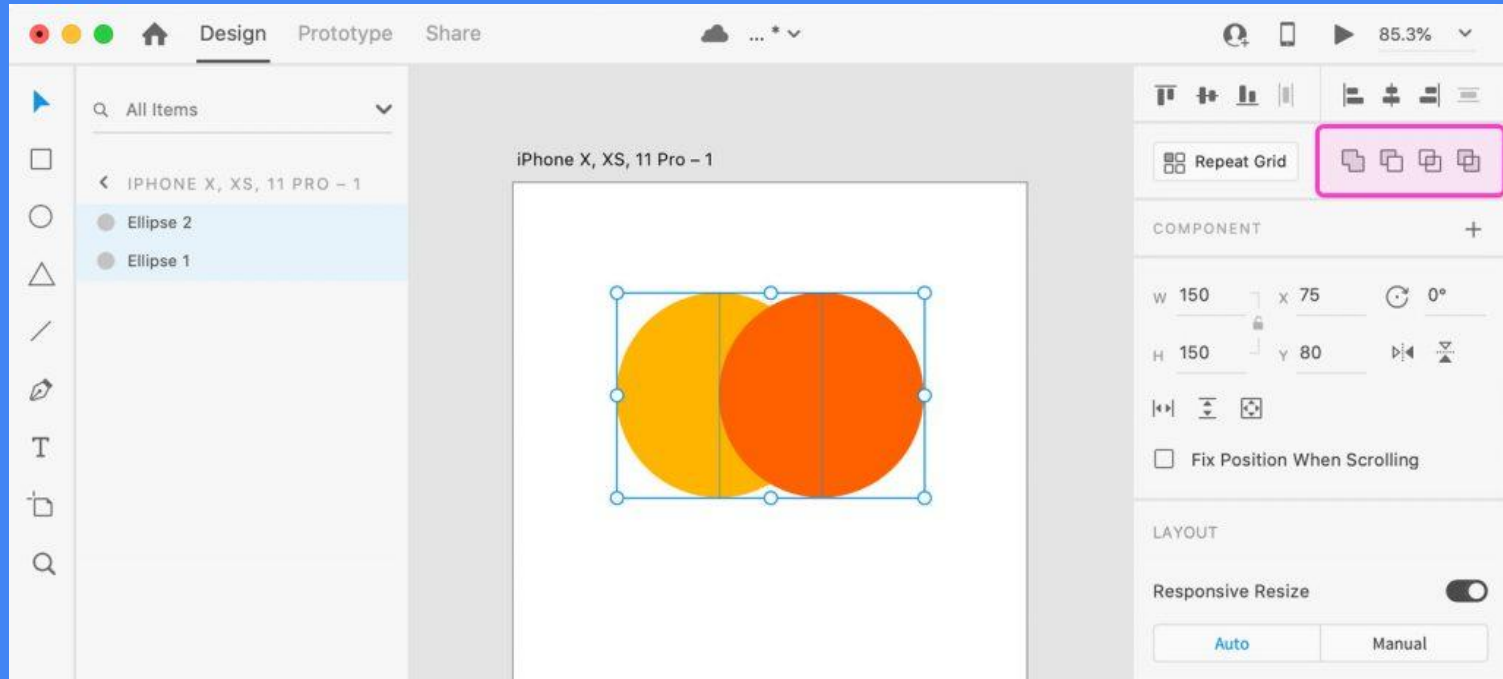 Design Prototype Share ... * 85.3%
All Items
iPhone X, XS, 11 Pro – 1
Repeat Grid
IPHONE X, XS, 11 PRO – 1
Ellipse 2
COMPONENT +
Ellipse 1
W 150 X 75 0°
H 150 Y 80
T
Fix Position When Scrolling
LAYOUT
Responsive Resize
Auto Manual